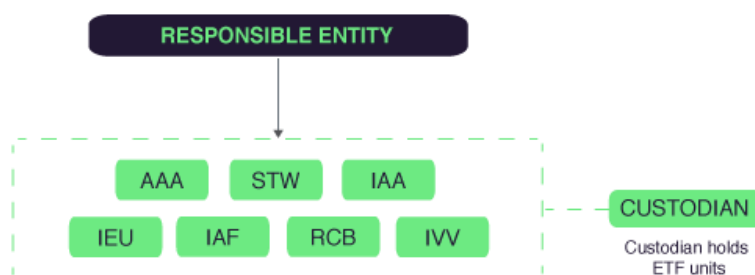 RESPONSIBLE ENTITY
AAA STW IAA
IEU IAF RCB IVV
CUSTODIAN
Custodian holds
ETF units